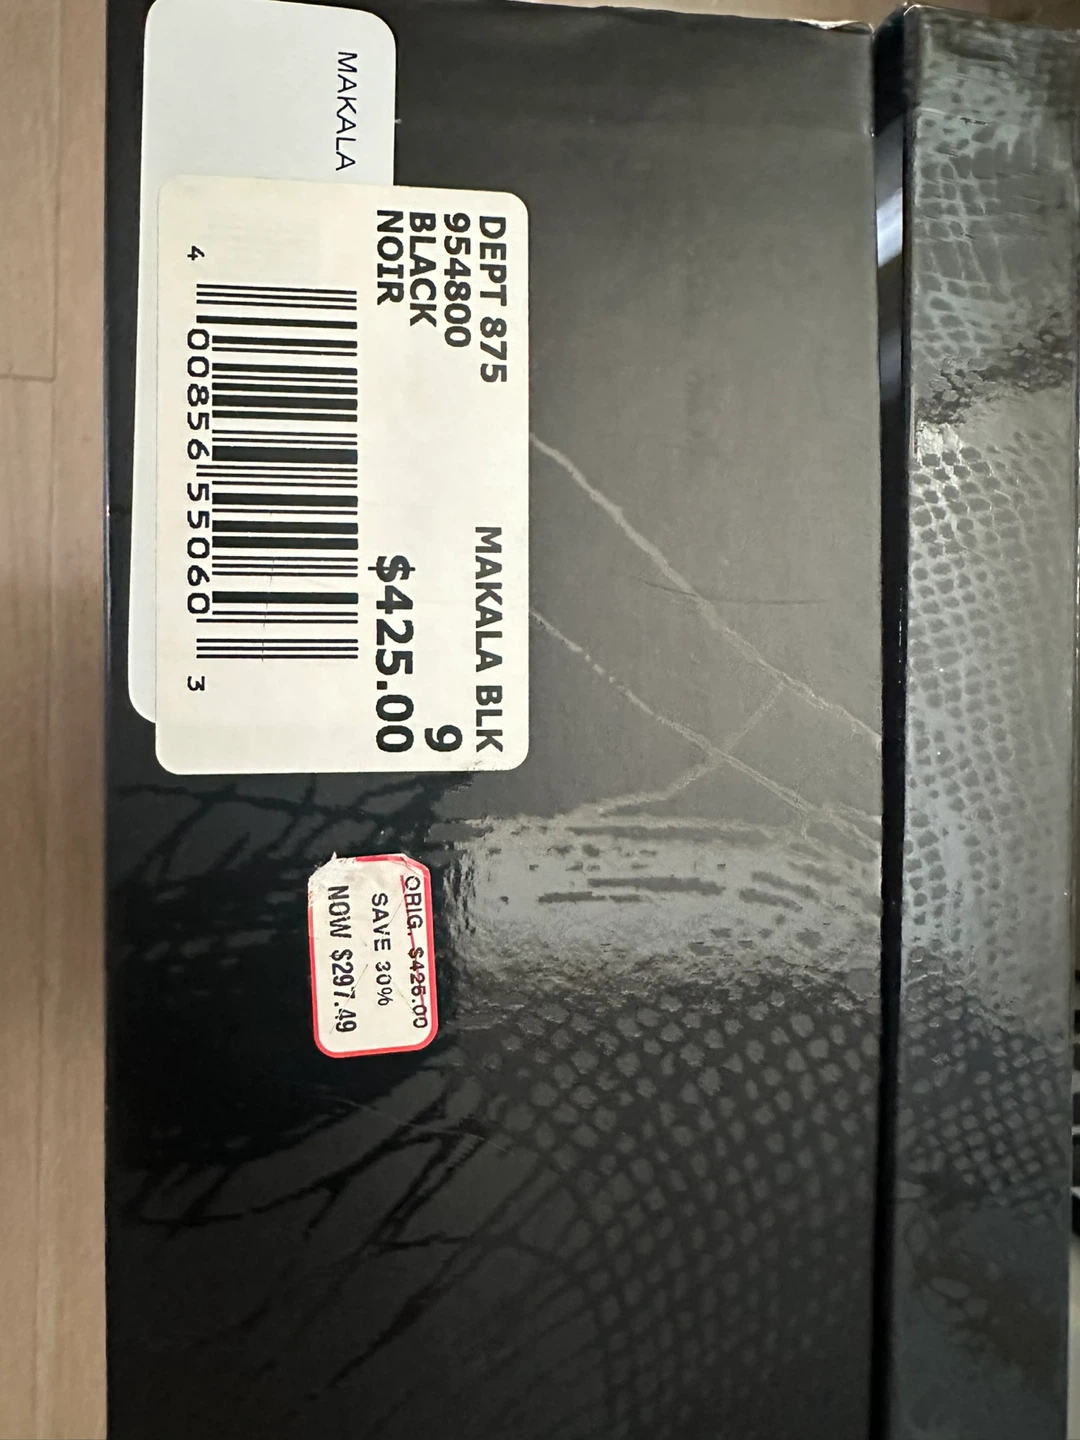 MAKALA
DEPT 875
954800
BLACK
NOIR
MAKALA BLK
9
$425.00
4 00856 55060 3
ORIG. $425.00
SAVE 30%
NOW $297.49